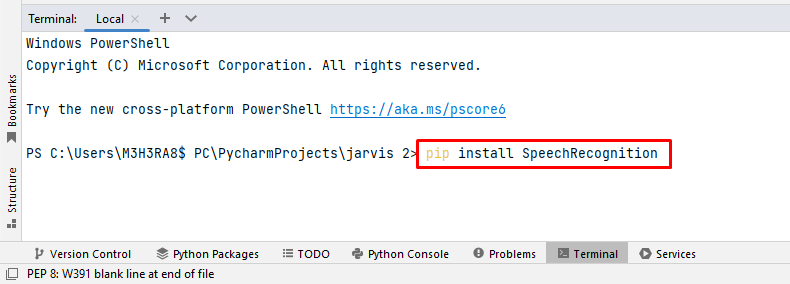 Terminal: Local × + ∨
Windows PowerShell
Copyright (C) Microsoft Corporation. All rights reserved.
Try the new cross-platform PowerShell https://aka.ms/pscore6
PS C:\Users\M3H3RA8$ PC\PycharmProjects\jarvis 2> pip install SpeechRecognition
Bookmarks
Structure
Version Control Python Packages TODO Python Console Problems Terminal Services
PEP 8: W391 blank line at end of file